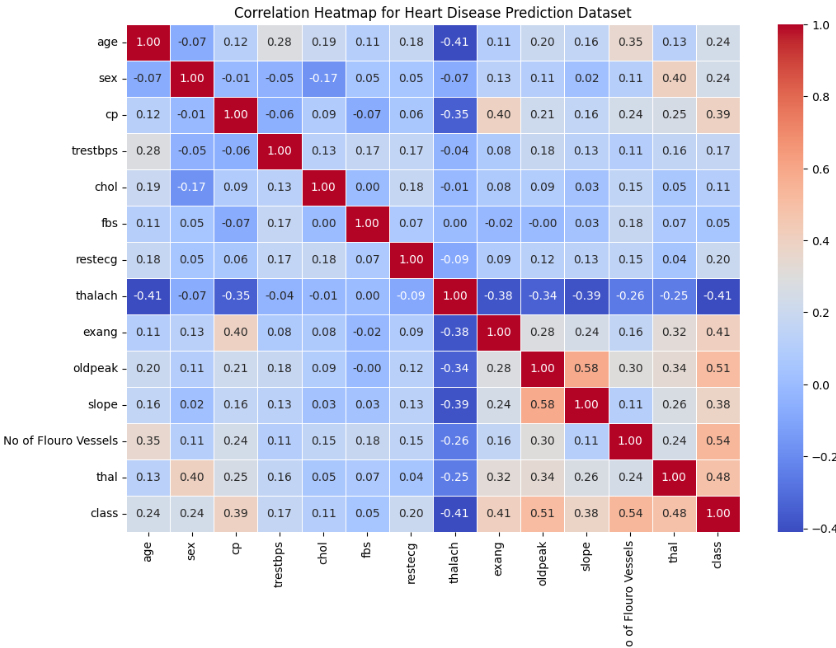 Correlation Heatmap for Heart Disease Prediction Dataset
age 1.00 -0.07 0.12 0.28 0.19 0.11 0.18 -0.41 0.11 0.20 0.16 0.35 0.13 0.24
sex -0.07 1.00 -0.01 -0.05 -0.17 0.05 0.05 -0.07 0.13 0.11 0.02 0.11 0.40 0.24
cp 0.12 -0.01 1.00 -0.06 0.09 -0.07 0.06 -0.35 0.40 0.21 0.16 0.24 0.25 0.39
trestbps 0.28 -0.05 -0.06 1.00 0.13 0.17 0.17 -0.04 0.08 0.18 0.13 0.11 0.16 0.17
chol 0.19 -0.17 0.09 0.13 1.00 0.00 0.18 -0.01 0.08 0.09 0.03 0.15 0.05 0.11
fbs 0.11 0.05 -0.07 0.17 0.00 1.00 0.07 0.00 -0.02 -0.00 0.03 0.18 0.07 0.05
restecg 0.18 0.05 0.06 0.17 0.18 0.07 1.00 -0.09 0.09 0.12 0.13 0.15 0.04 0.20
thalach -0.41 -0.07 -0.35 -0.04 -0.01 0.00 -0.09 1.00 -0.38 -0.34 -0.39 -0.26 -0.25 -0.41
exang 0.11 0.13 0.40 0.08 0.08 -0.02 0.09 -0.38 1.00 0.28 0.24 0.16 0.32 0.41
oldpeak 0.20 0.11 0.21 0.18 0.09 -0.00 0.12 -0.34 0.28 1.00 0.58 0.30 0.34 0.51
slope 0.16 0.02 0.16 0.13 0.03 0.03 0.13 -0.39 0.24 0.58 1.00 0.11 0.26 0.38
No of Flouro Vessels 0.35 0.11 0.24 0.11 0.15 0.18 0.15 -0.26 0.16 0.30 0.11 1.00 0.24 0.54
thal 0.13 0.40 0.25 0.16 0.05 0.07 0.04 -0.25 0.32 0.34 0.26 0.24 1.00 0.48
class 0.24 0.24 0.39 0.17 0.11 0.05 0.20 -0.41 0.41 0.51 0.38 0.54 0.48 1.00
age sex cp trestbps chol fbs restecg thalach exang oldpeak slope o of Flouro Vessels thal class
1.0
0.8
0.6
0.4
0.2
0.0
−0.2
−0.4